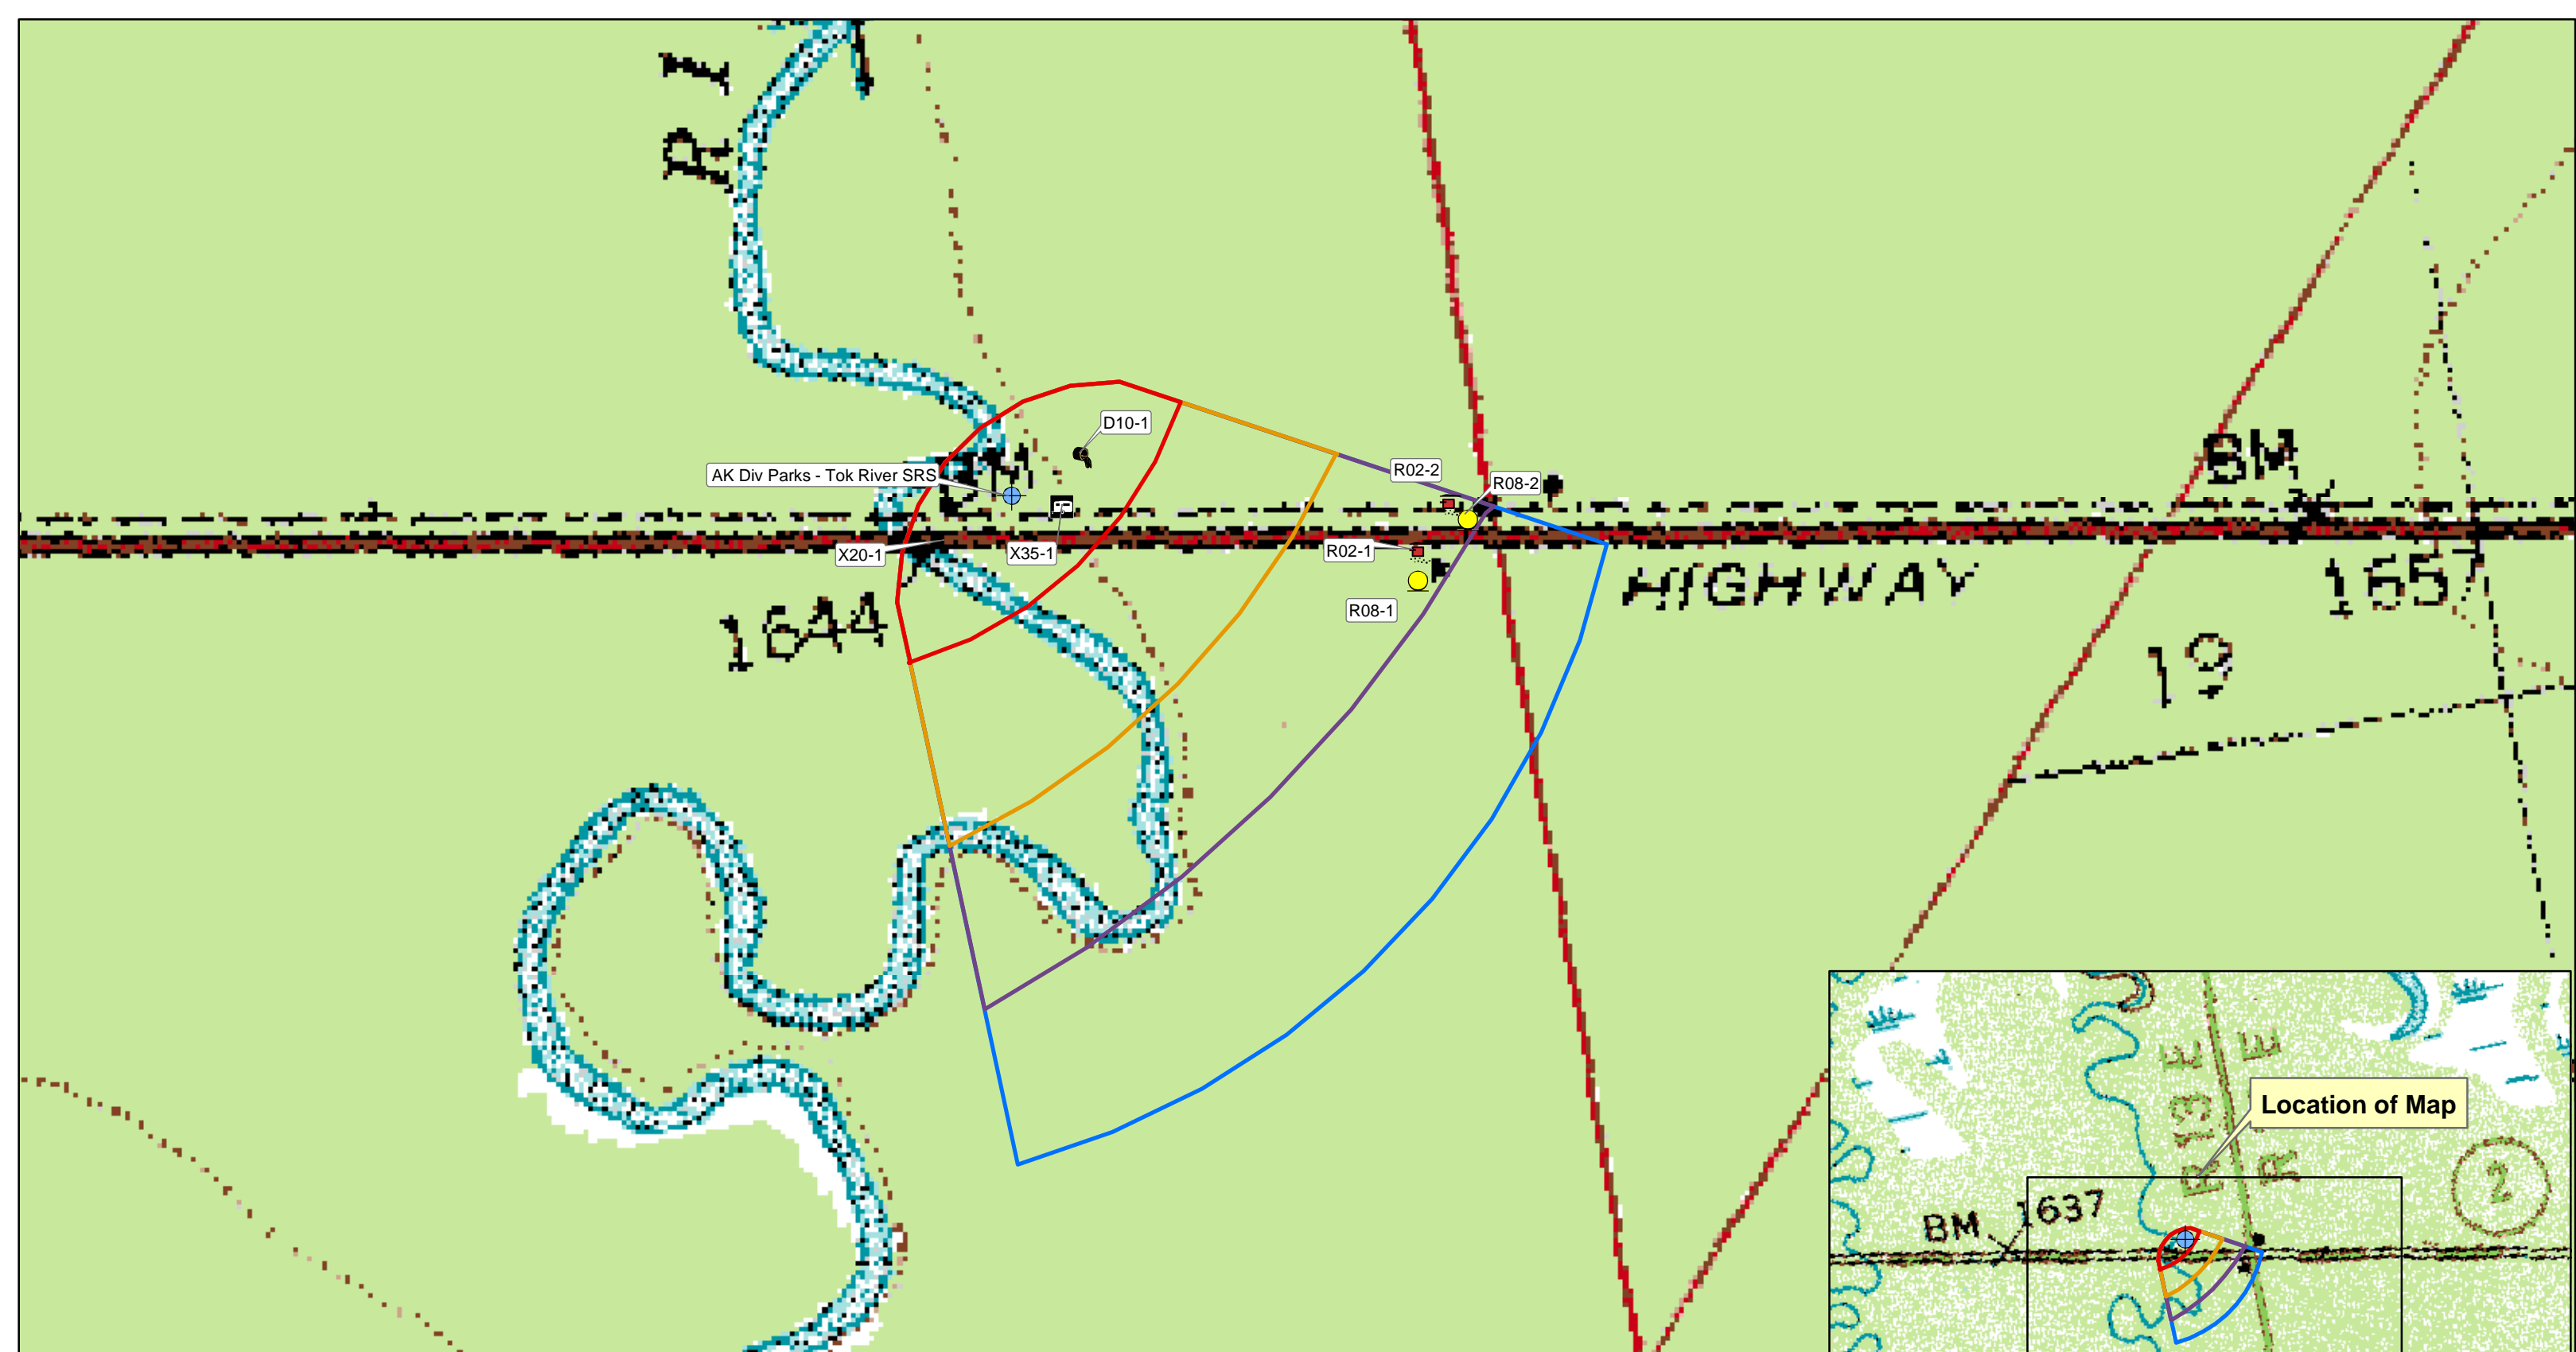 R I
D10-1
AK Div Parks - Tok River SRS
R02-2
R08-2
BM
X20-1
X35-1
R02-1
R08-1
HIGHWAY
1657
1644
19
Location of Map
R 13 E
R E
2
BM 1637